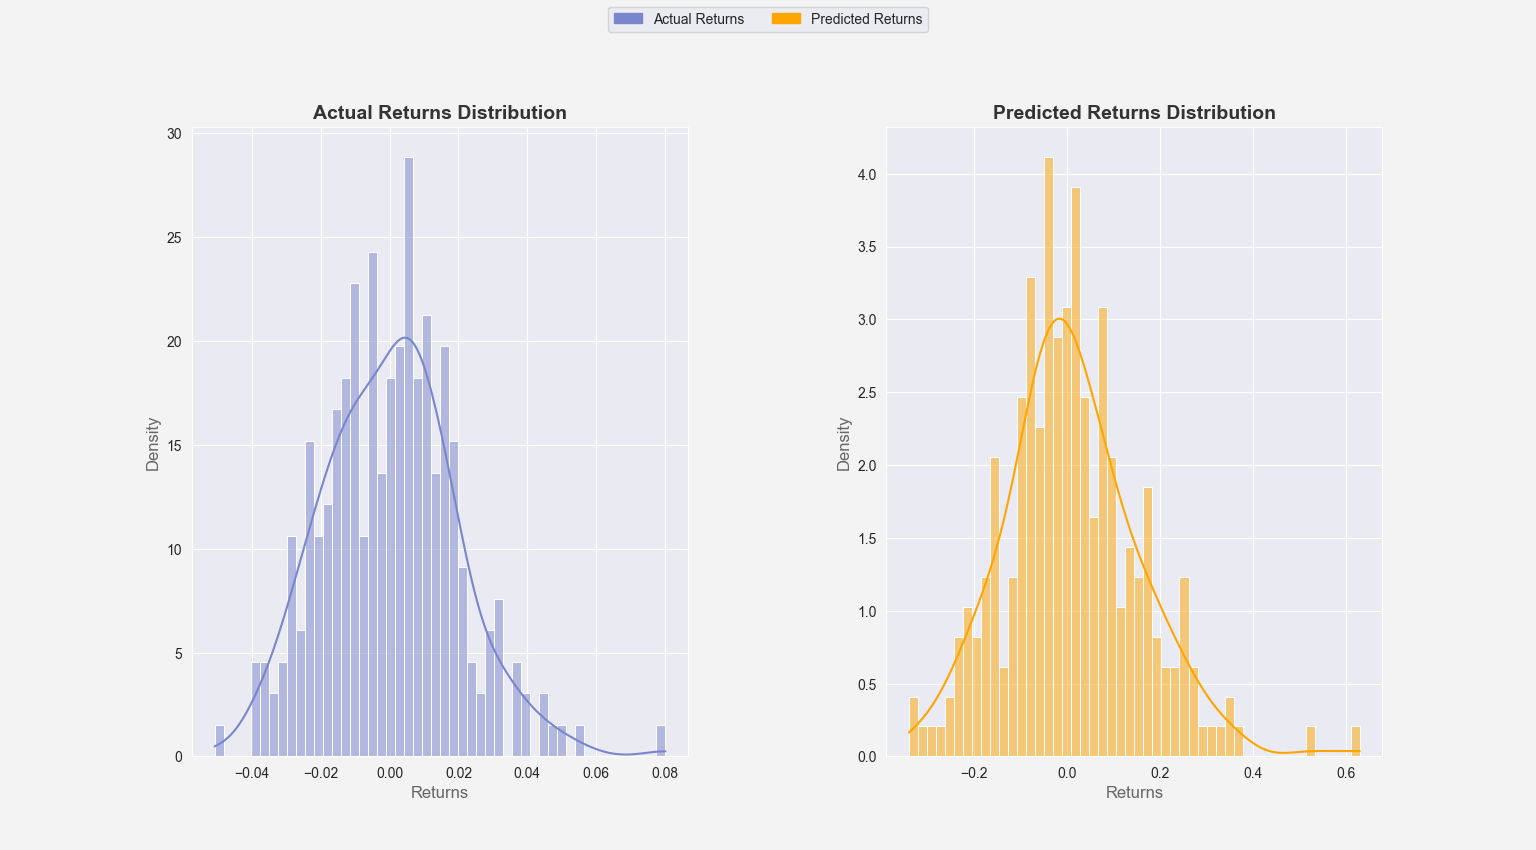 Actual Returns Predicted Returns
Actual Returns Distribution
30
25
20
15
10
5
0
Density
−0.04 −0.02 0.00 0.02 0.04 0.06 0.08
Returns
Predicted Returns Distribution
4.0
3.5
3.0
2.5
2.0
1.5
1.0
0.5
0.0
Density
−0.2 0.0 0.2 0.4 0.6
Returns